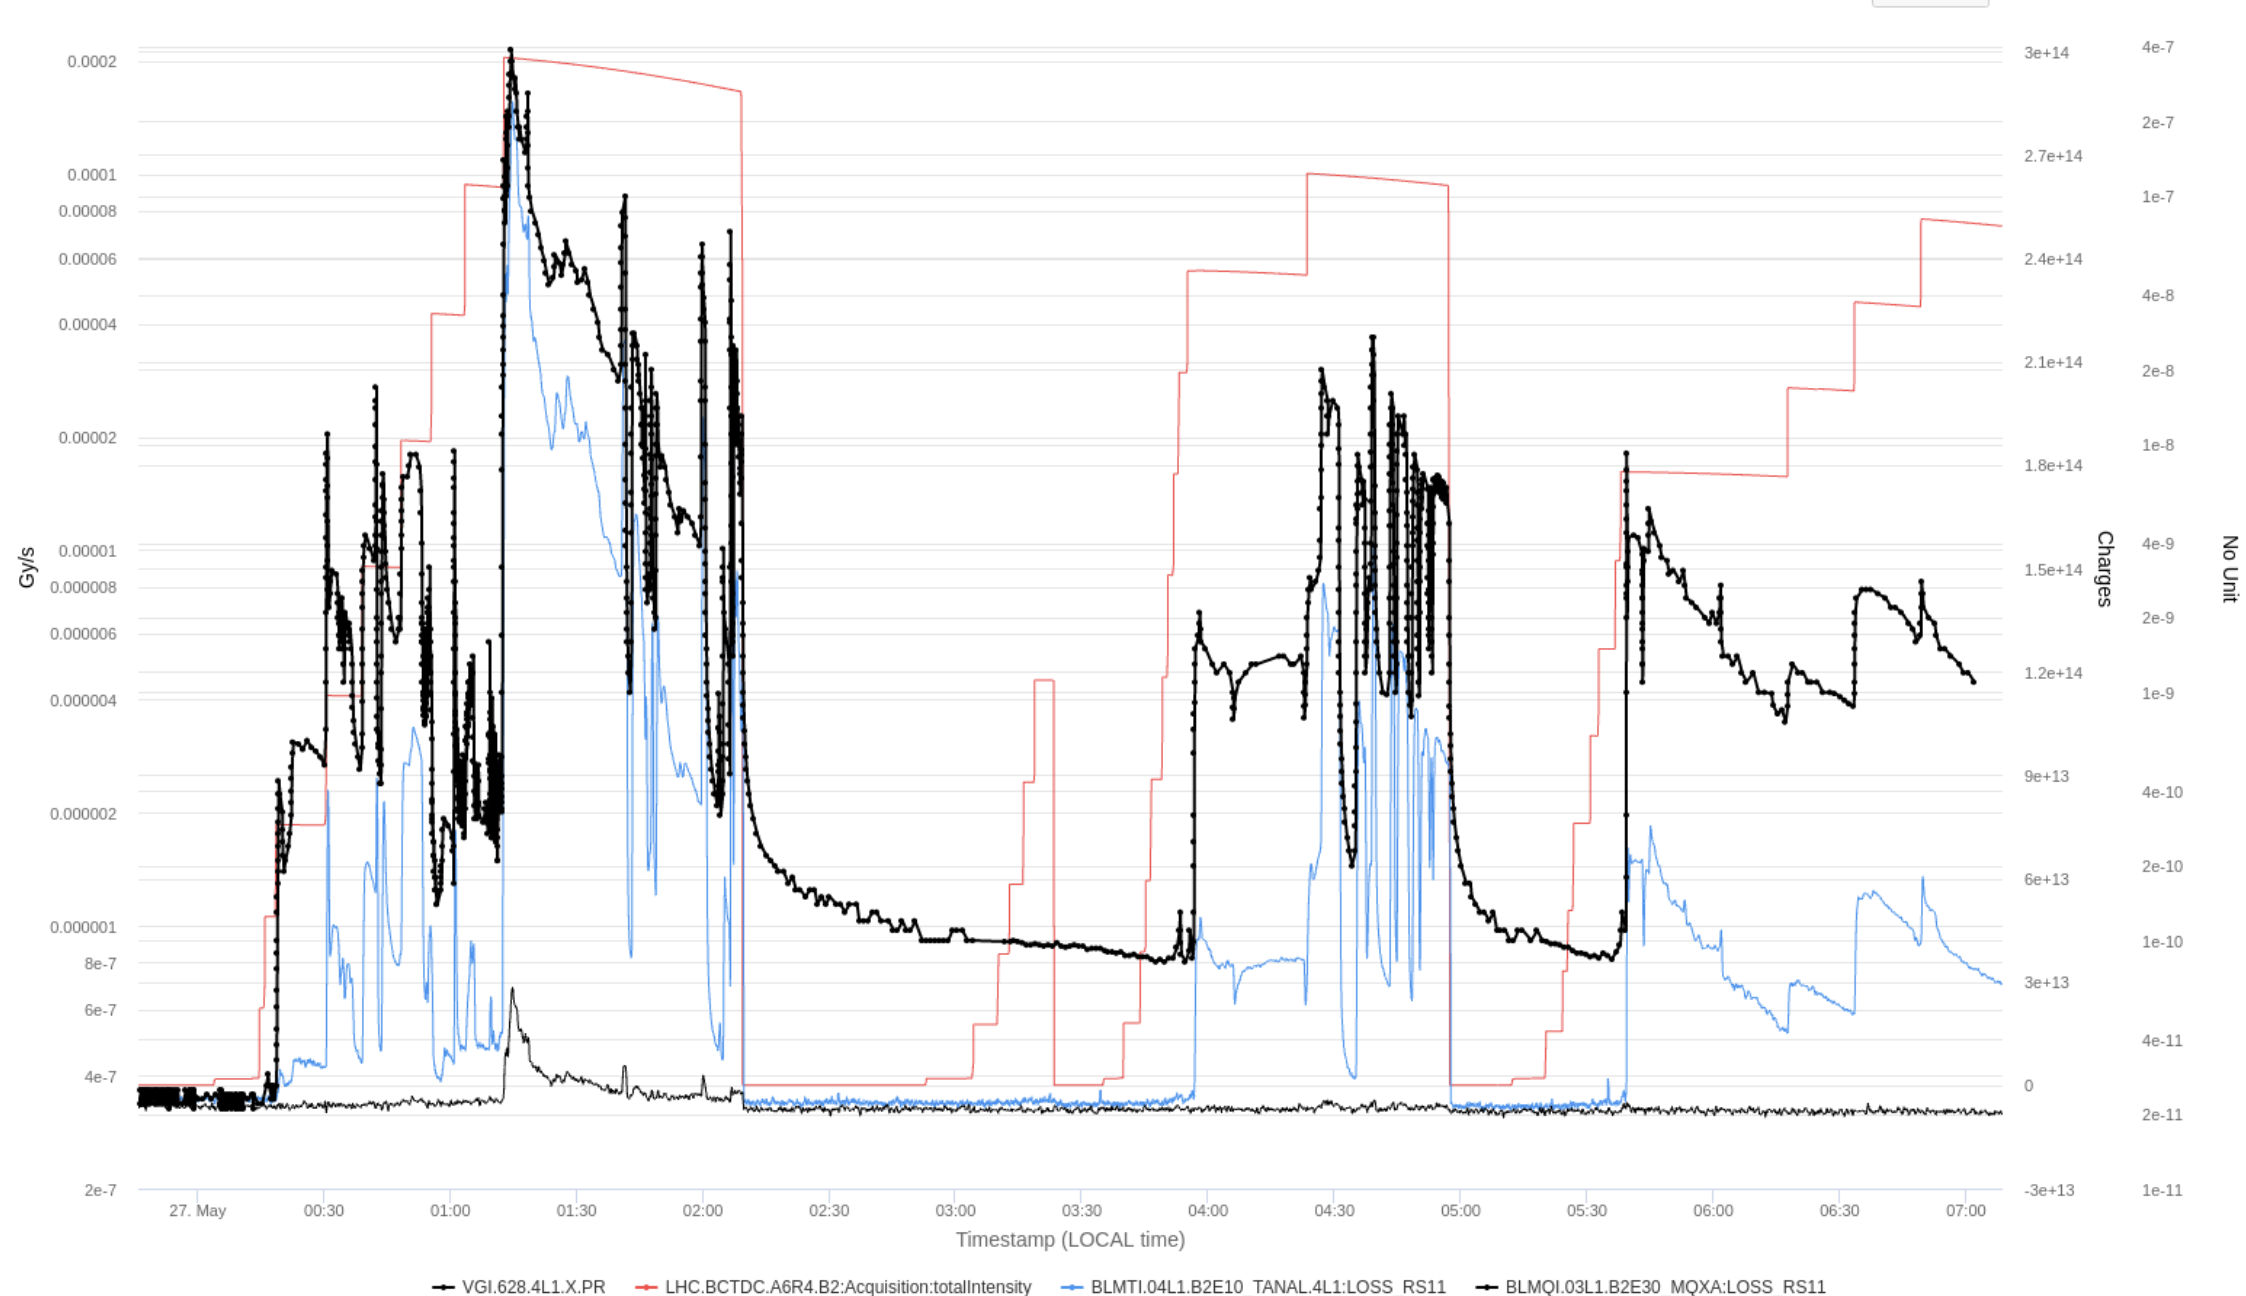 0.0002
0.0001
0.00008
0.00006
0.00004
0.00002
0.00001
0.000008
0.000006
0.000004
0.000002
0.000001
8e-7
6e-7
4e-7
2e-7
Gy/s
3e+14
2.7e+14
2.4e+14
2.1e+14
1.8e+14
1.5e+14
1.2e+14
9e+13
6e+13
3e+13
0
-3e+13
Charges
4e-7
2e-7
1e-7
4e-8
2e-8
1e-8
4e-9
2e-9
1e-9
4e-10
2e-10
1e-10
4e-11
2e-11
1e-11
No Unit
27. May 00:30 01:00 01:30 02:00 02:30 03:00 03:30 04:00 04:30 05:00 05:30 06:00 06:30 07:00
Timestamp (LOCAL time)
VGI.628.4L1.X.PR LHC.BCTDC.A6R4.B2:Acquisition:totalIntensity BLMTI.04L1.B2E10_TANAL.4L1:LOSS_RS11 BLMQI.03L1.B2E30_MQXA:LOSS_RS11